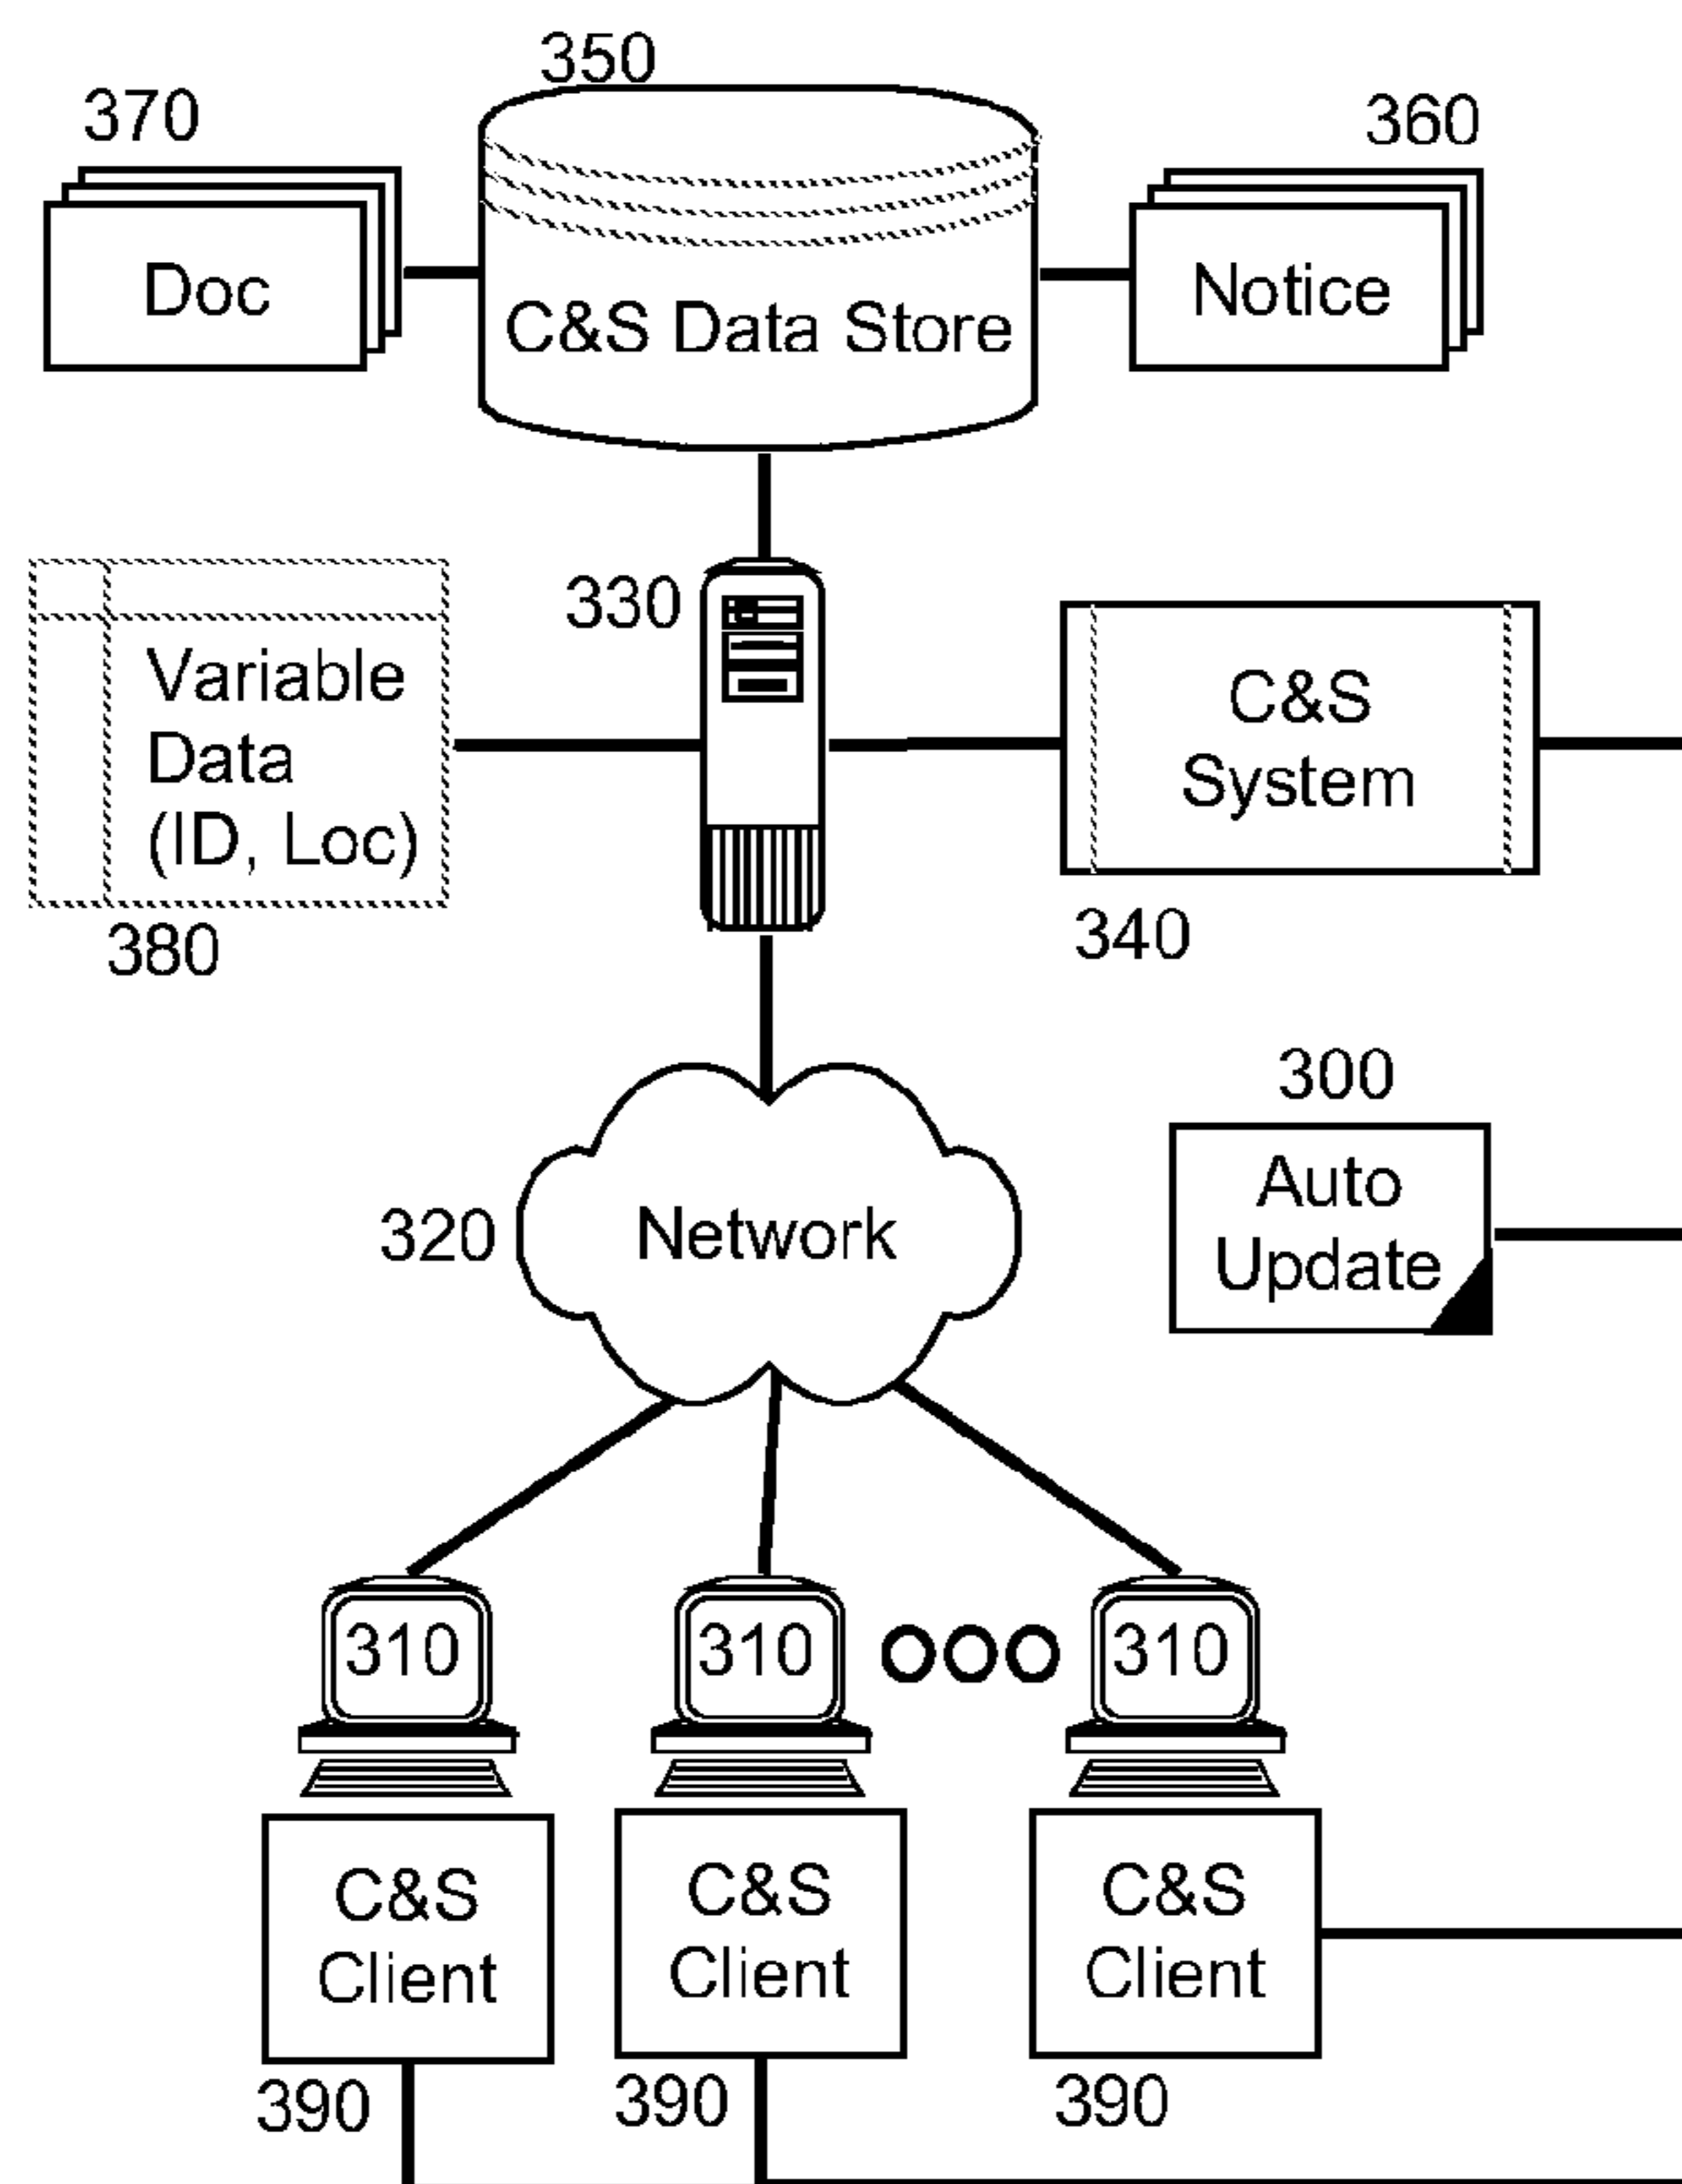 350
370
360
Doc
C&S Data Store
Notice
330
Variable
Data
(ID, Loc)
C&S
System
380
340
300
Auto
Update
320
Network
310
310
310
C&S
Client
C&S
Client
C&S
Client
390
390
390